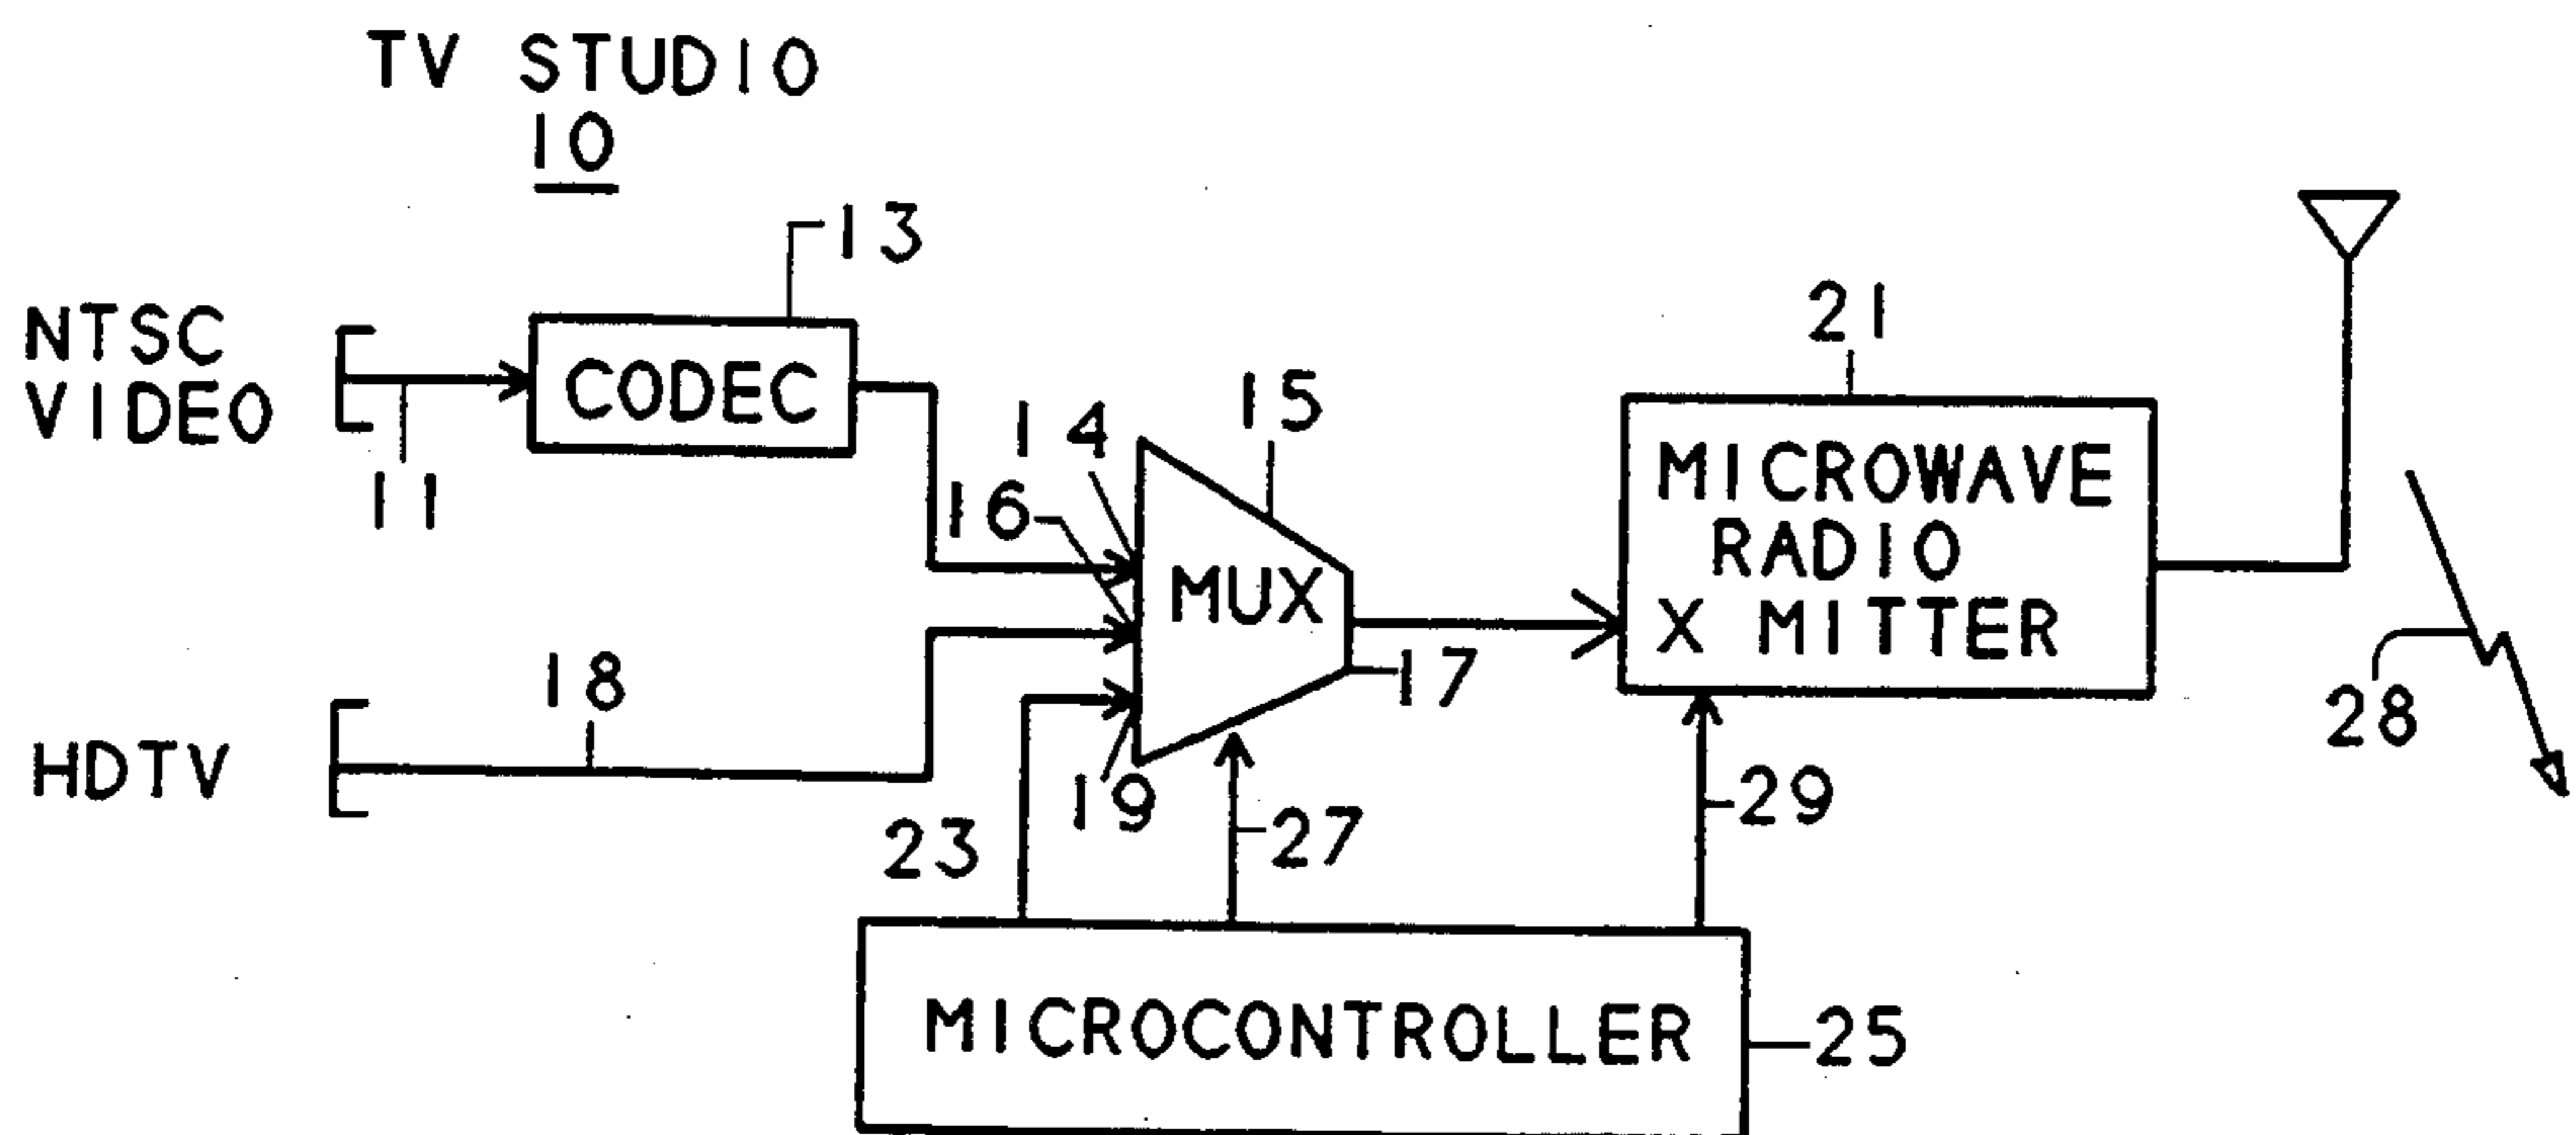 TV STUDIO
10
13
NTSC
VIDEO
CODEC
11
14
16
15
MUX
17
21
MICROWAVE
RADIO
X MITTER
28
HDTV
18
19
23
27
29
MICROCONTROLLER
25